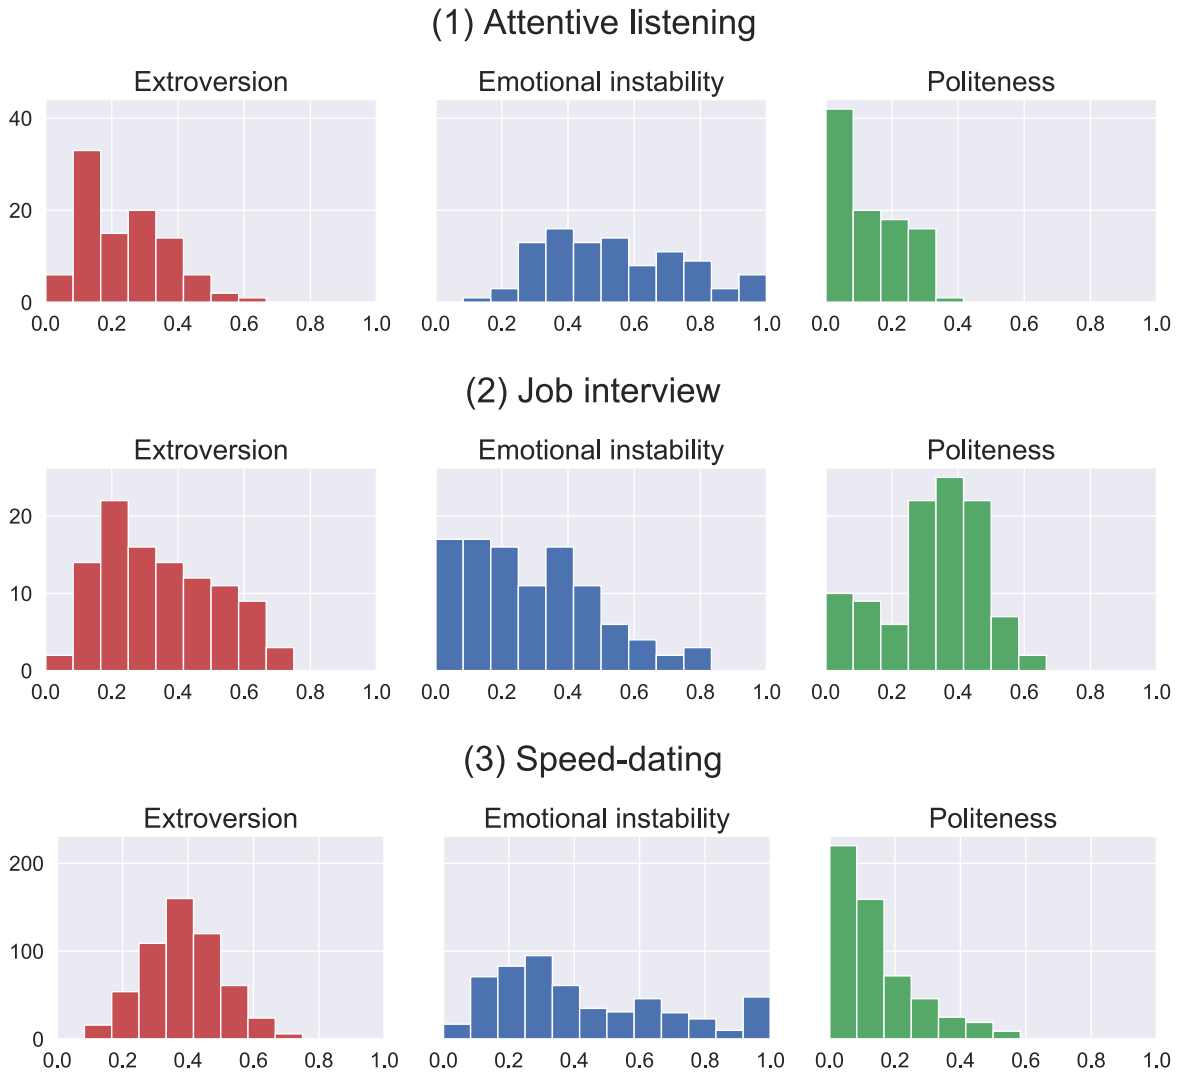 (1) Attentive listening
Extroversion Emotional instability Politeness
40
20
0
0.0 0.2 0.4 0.6 0.8 1.0 0.0 0.2 0.4 0.6 0.8 1.0 0.0 0.2 0.4 0.6 0.8 1.0
(2) Job interview
Extroversion Emotional instability Politeness
20
10
0
0.0 0.2 0.4 0.6 0.8 1.0 0.0 0.2 0.4 0.6 0.8 1.0 0.0 0.2 0.4 0.6 0.8 1.0
(3) Speed-dating
Extroversion Emotional instability Politeness
200
100
0
0.0 0.2 0.4 0.6 0.8 1.0 0.0 0.2 0.4 0.6 0.8 1.0 0.0 0.2 0.4 0.6 0.8 1.0